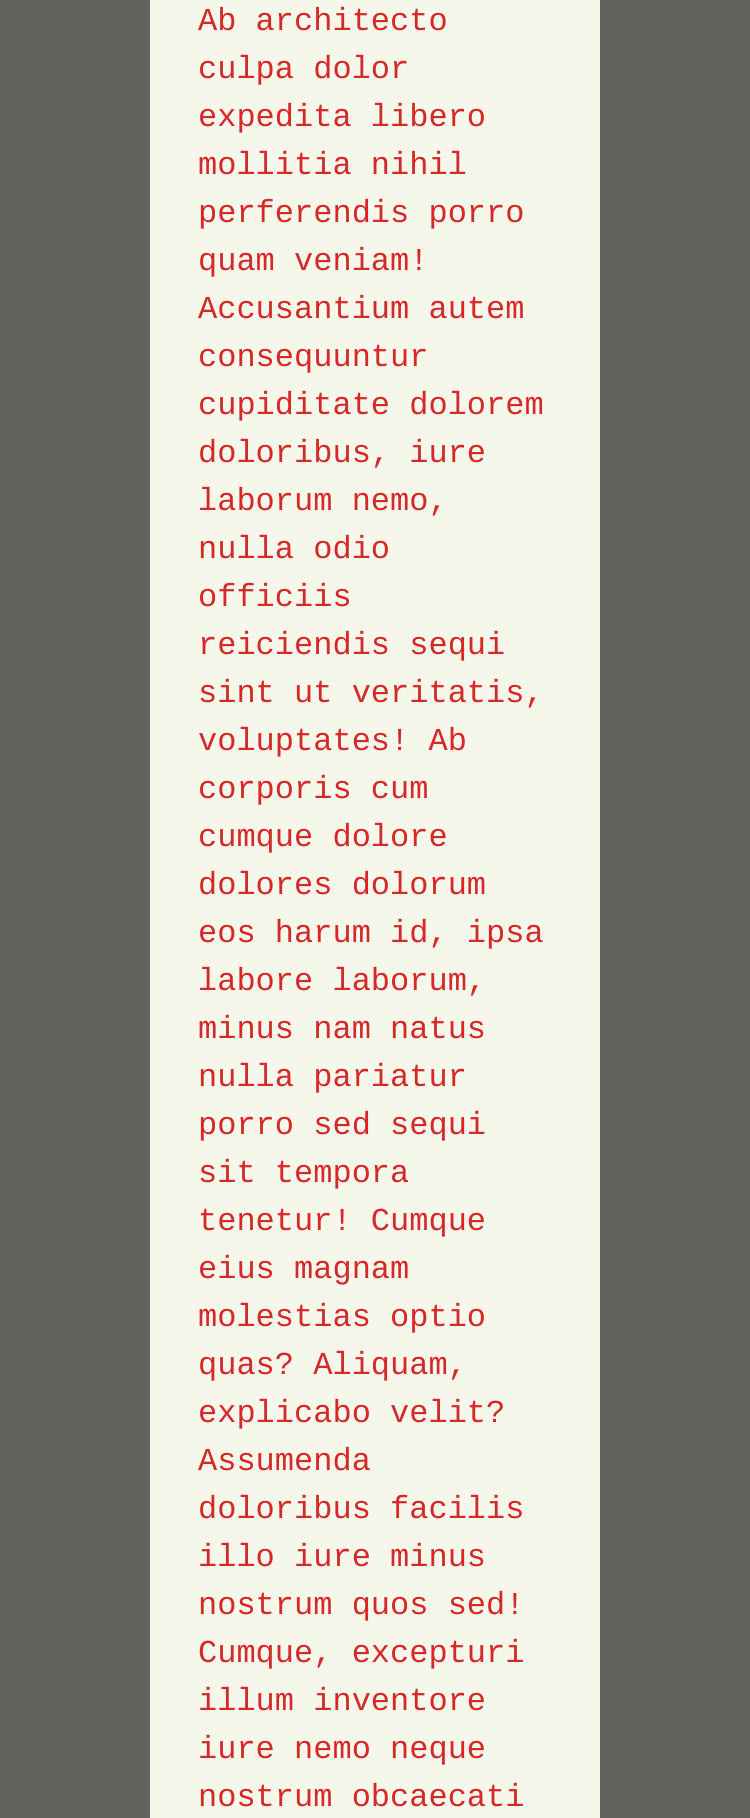 Ab architecto
culpa dolor
expedita libero
mollitia nihil
perferendis porro
quam veniam!
Accusantium autem
consequuntur
cupiditate dolorem
doloribus, iure
laborum nemo,
nulla odio
officiis
reiciendis sequi
sint ut veritatis,
voluptates! Ab
corporis cum
cumque dolore
dolores dolorum
eos harum id, ipsa
labore laborum,
minus nam natus
nulla pariatur
porro sed sequi
sit tempora
tenetur! Cumque
eius magnam
molestias optio
quas? Aliquam,
explicabo velit?
Assumenda
doloribus facilis
illo iure minus
nostrum quos sed!
Cumque, excepturi
illum inventore
iure nemo neque
nostrum obcaecati